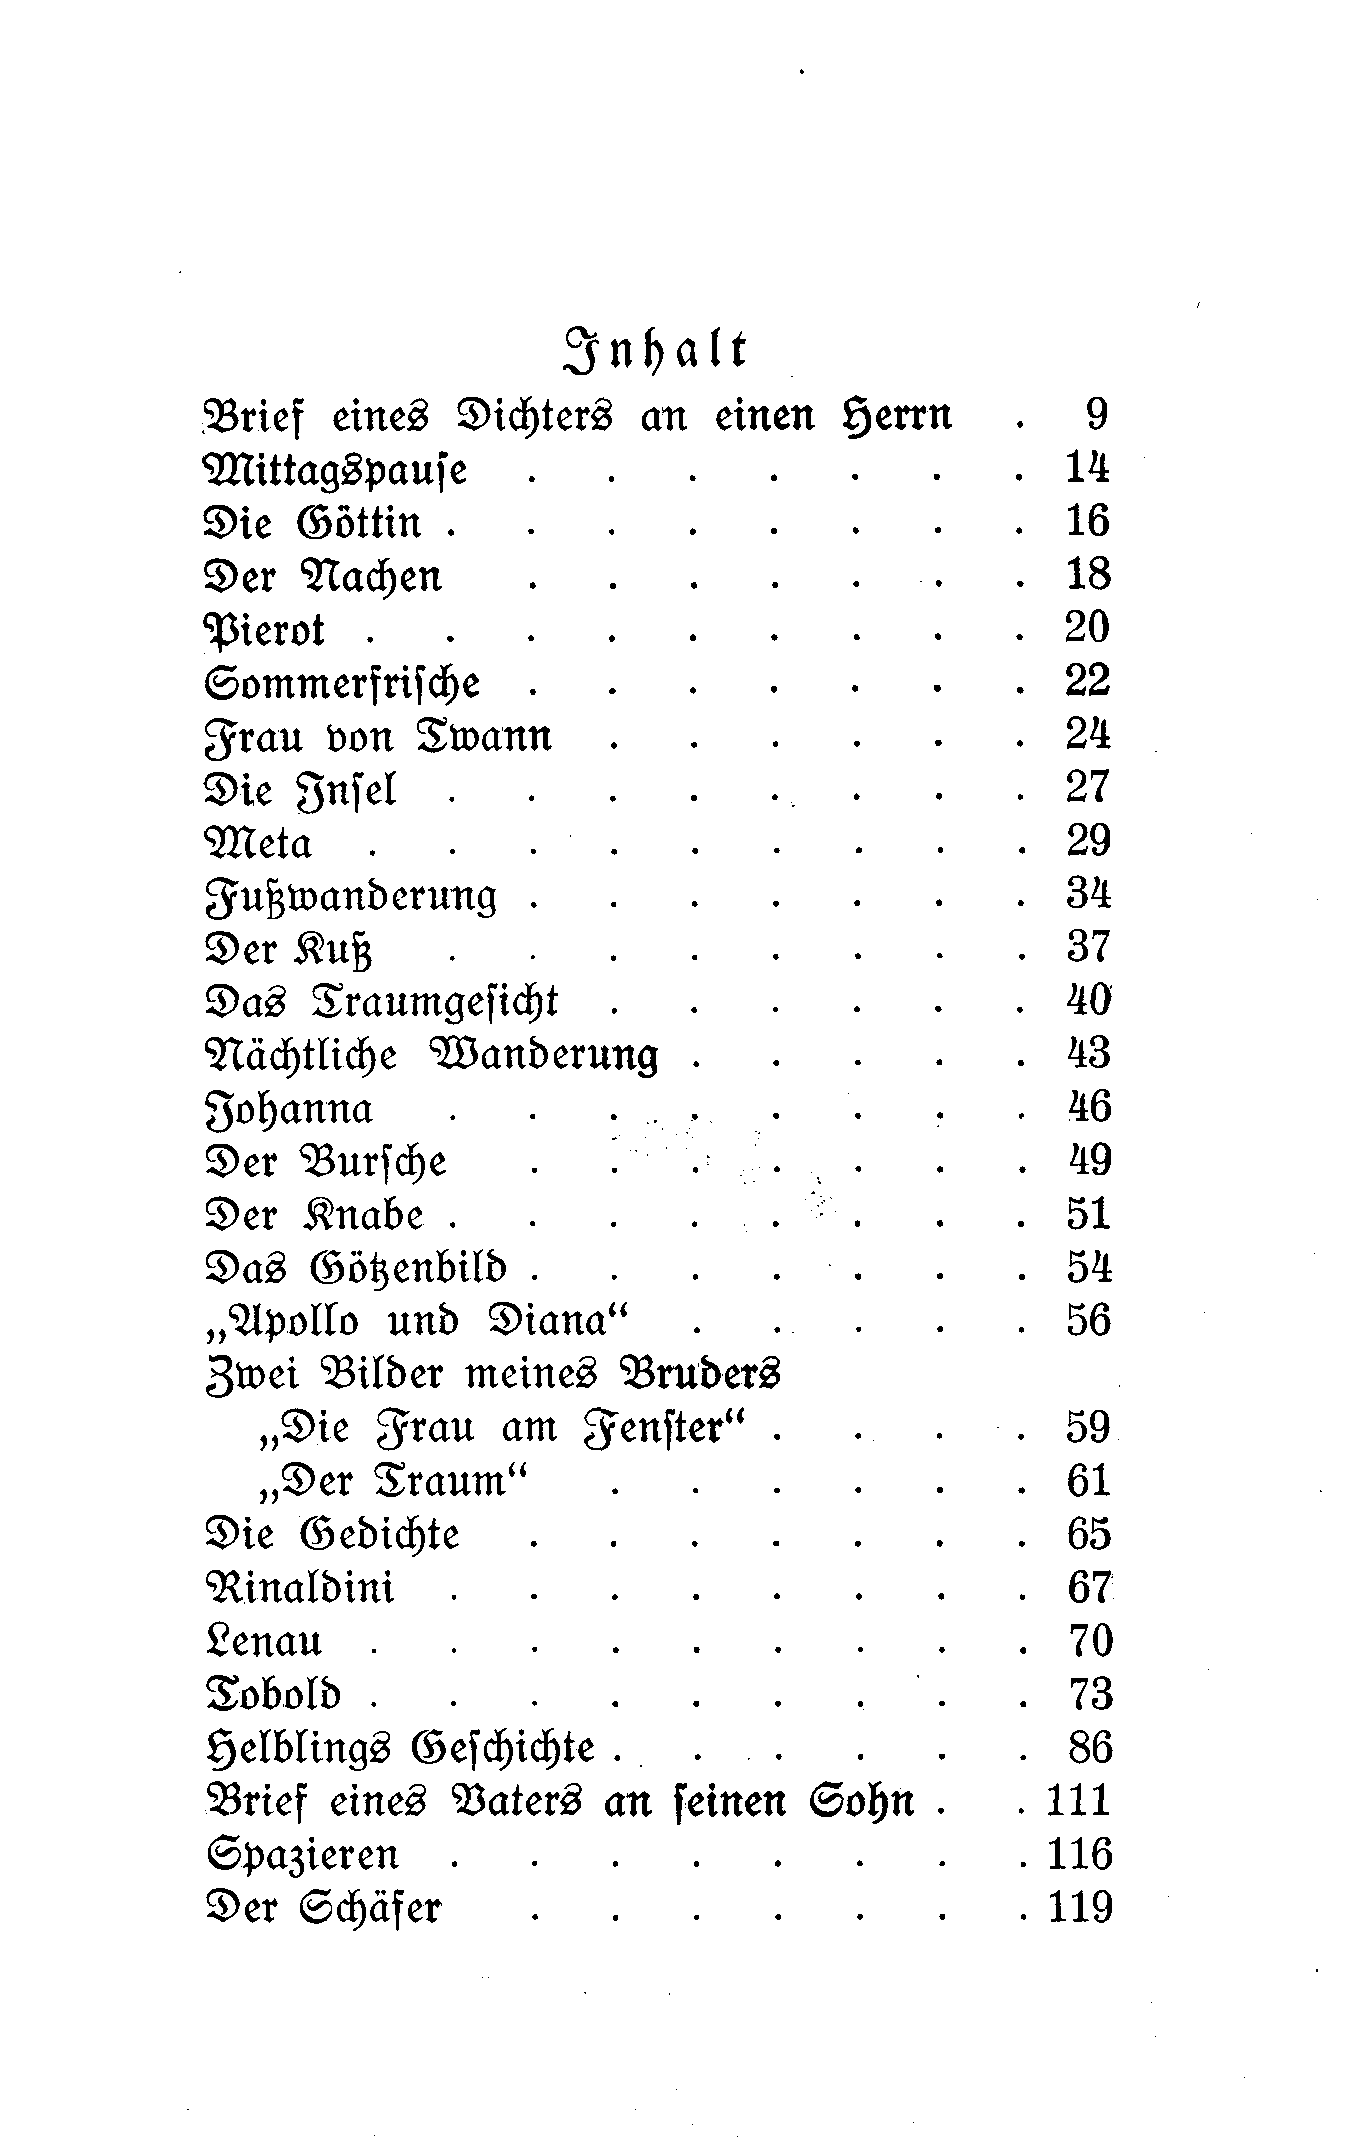 Inhalt
Brief eines Dichters an einen Herrn . 9
Mittagspause . . . . . . . 14
Die Göttin . . . . . . . . 16
Der Nachen . . . . . . . 18
Pierot . . . . . . . . . 20
Sommerfrische . . . . . . . 22
Frau von Twann . . . . . . 24
Die Insel . . . . . . . . 27
Meta . . . . . . . . . 29
Fußwanderung . . . . . . . 34
Der Kuß . . . . . . . . 37
Das Traumgesicht . . . . . . 40
Nächtliche Wanderung . . . . . 43
Johanna . . . . . . . . 46
Der Bursche . . . . . . . 49
Der Knabe . . . . . . . . 51
Das Götzenbild . . . . . . . 54
„Apollo und Diana“ . . . . . 56
Zwei Bilder meines Bruders
„Die Frau am Fenster“ . . . . 59
„Der Traum“ . . . . . . 61
Die Gedichte . . . . . . . 65
Rinaldini . . . . . . . . 67
Lenau . . . . . . . . . 70
Tobold . . . . . . . . . 73
Helblings Geschichte . . . . . . 86
Brief eines Vaters an seinen Sohn . . 111
Spazieren . . . . . . . . 116
Der Schäfer . . . . . . . 119